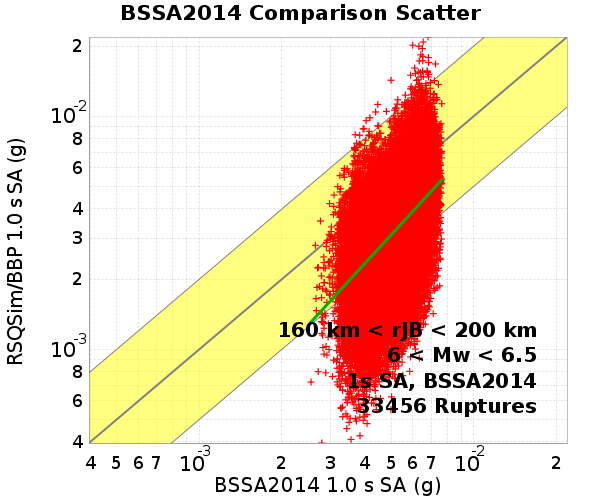 BSSA2014 Comparison Scatter
RSQSim/BBP 1.0 s SA (g)
2
10-2
8
6
4
3
2
10-3
8
6
4
160 km < rJB < 200 km
6 < Mw < 6.5
1s SA, BSSA2014
33456 Ruptures
4 5 6 7 10-3 2 3 4 5 6 7 10-2 2
BSSA2014 1.0 s SA (g)